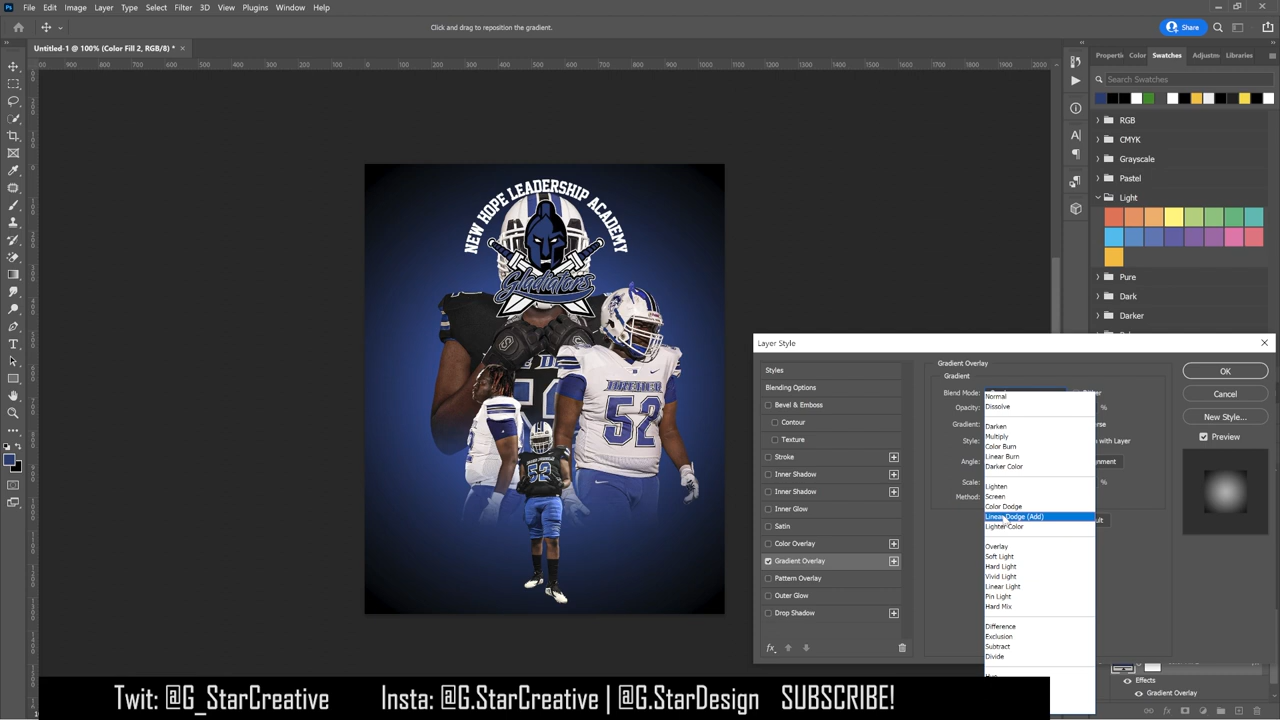 File Edit Image Layer Type Select Filter 3D View Plugins Window Help
Click and drag to reposition the gradient.
Share
Untitled-1 @ 100% (Color Fill 2, RGB/8) *
Color Swatches Adjustm Libraries
Search Swatches
RGB
CMYK
Grayscale
Pastel
Light
Pure
Dark
Darker
NEW HOPE LEADERSHIP ACADEMY
Gladiators
52
52
Layer Style
Styles
Blending Options
Bevel & Emboss
Contour
Texture
Stroke
Inner Shadow
Inner Shadow
Inner Glow
Satin
Color Overlay
Gradient Overlay
Pattern Overlay
Outer Glow
Drop Shadow
fx
Gradient Overlay
Gradient
Blend Mode:
Opacity: %
Gradient:
Style: with Layer
Angle:
Scale: %
Method:
Normal
Dissolve
Darken
Multiply
Color Burn
Linear Burn
Darker Color
Lighten
Screen
Color Dodge
Linear Dodge (Add)
Lighter Color
Overlay
Soft Light
Hard Light
Vivid Light
Linear Light
Pin Light
Hard Mix
Difference
Exclusion
Subtract
Divide
OK
Cancel
New Style...
Preview
Effects
Gradient Overlay
Twit: @G_StarCreative Insta: @G.StarCreative | @G.StarDesign SUBSCRIBE!